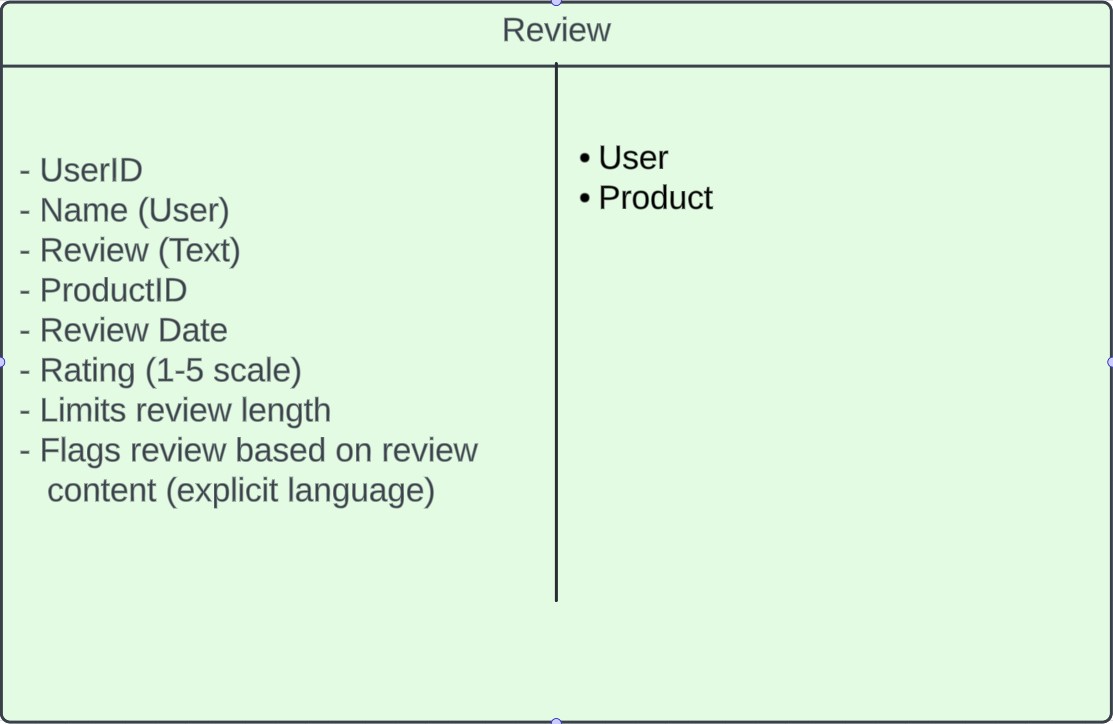 Review
- UserID
- Name (User)
- Review (Text)
- ProductID
- Review Date
- Rating (1-5 scale)
- Limits review length
- Flags review based on review
content (explicit language)
• User
• Product